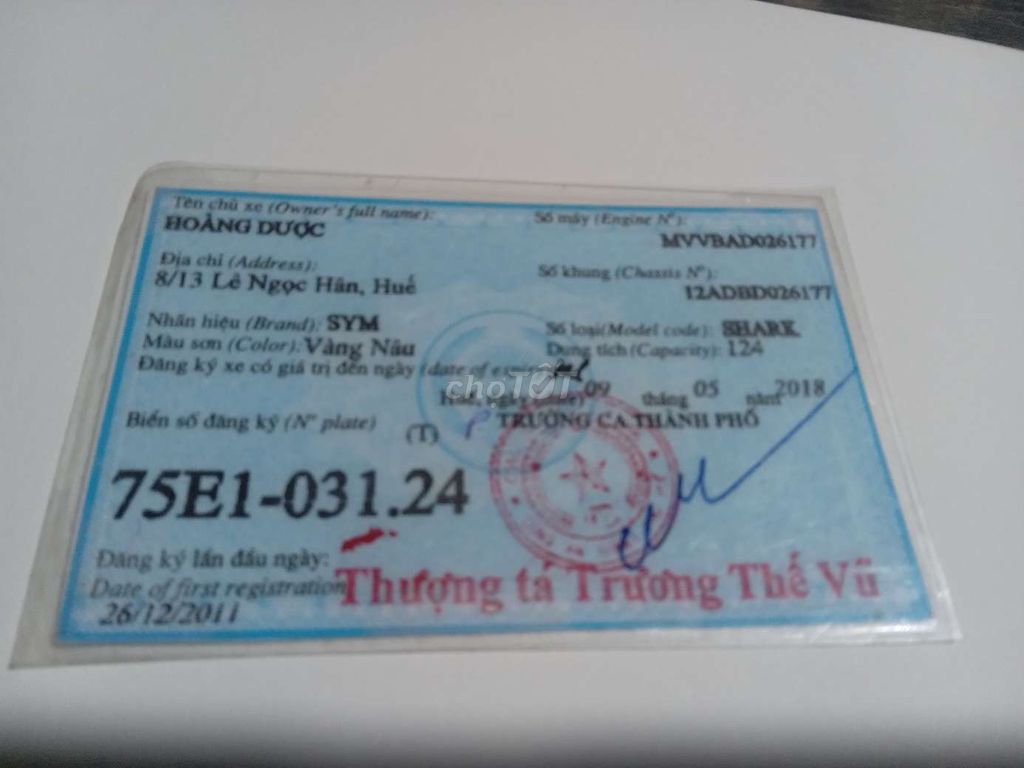 Tên chủ xe (Owner's full name):
HOÀNG DƯỢC
Số máy (Engine N°):
MVVBAD026177
Địa chỉ (Address):
8/13 Lê Ngọc Hân, Huế
Số khung (Chassis N°):
12ADBD026177
Nhãn hiệu (Brand): SYM
Số loại(Model code): SHARK
Màu sơn (Color): Vàng Nâu
Dung tích (Capacity): 124
Đăng ký xe có giá trị đến ngày (date of
09 tháng 05 năm 2018
Biển số đăng ký (N° plate) (T)
TRƯỞNG CA THÀNH PHỐ
75E1-031.24
Đăng ký lần đầu ngày:
Date of first registration
26/12/2011
Thượng tá Trương Thế Vũ
choTỐT